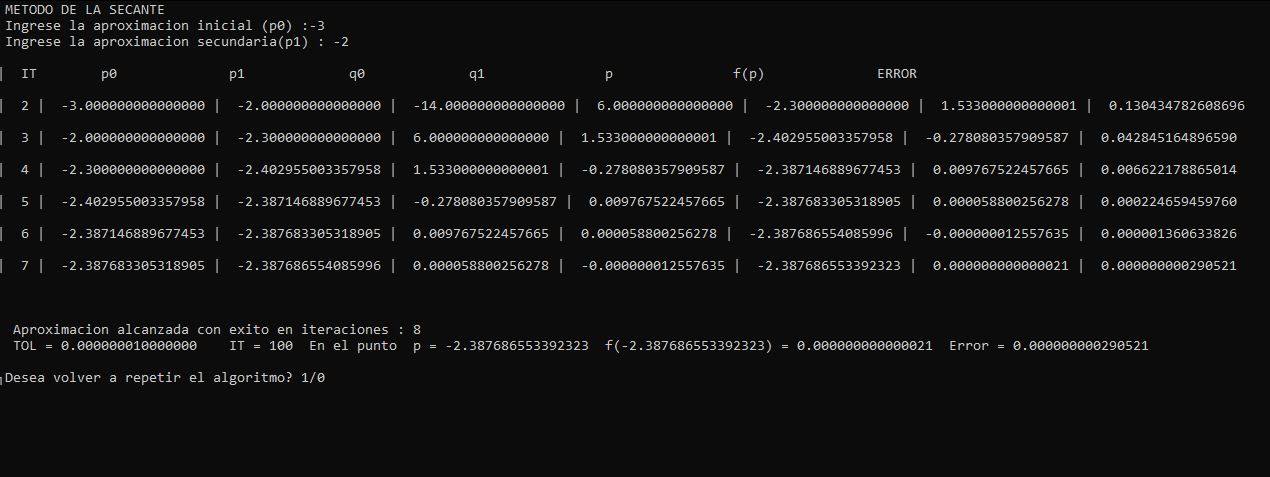 METODO DE LA SECANTE
Ingrese la aproximacion inicial (p0) :-3
Ingrese la aproximacion secundaria(p1) : -2
| IT p0 p1 q0 q1 p f(p) ERROR
| 2 | -3.000000000000000 | -2.000000000000000 | -14.000000000000000 | 6.000000000000000 | -2.300000000000000 | 1.533000000000001 | 0.130434782608696
| 3 | -2.000000000000000 | -2.300000000000000 | 6.000000000000000 | 1.533000000000001 | -2.402955003357958 | -0.278080357909587 | 0.042845164896590
| 4 | -2.300000000000000 | -2.402955003357958 | 1.533000000000001 | -0.278080357909587 | -2.387146889677453 | 0.009767522457665 | 0.006622178865014
| 5 | -2.402955003357958 | -2.387146889677453 | -0.278080357909587 | 0.009767522457665 | -2.387683305318905 | 0.000058800256278 | 0.000224659459760
| 6 | -2.387146889677453 | -2.387683305318905 | 0.009767522457665 | 0.000058800256278 | -2.387686554085996 | -0.000000012557635 | 0.000001360633826
| 7 | -2.387683305318905 | -2.387686554085996 | 0.000058800256278 | -0.000000012557635 | -2.387686553392323 | 0.000000000000021 | 0.000000000290521
Aproximacion alcanzada con exito en iteraciones : 8
TOL = 0.000000010000000 IT = 100 En el punto p = -2.387686553392323 f(-2.387686553392323) = 0.000000000000021 Error = 0.000000000290521
Desea volver a repetir el algoritmo? 1/0